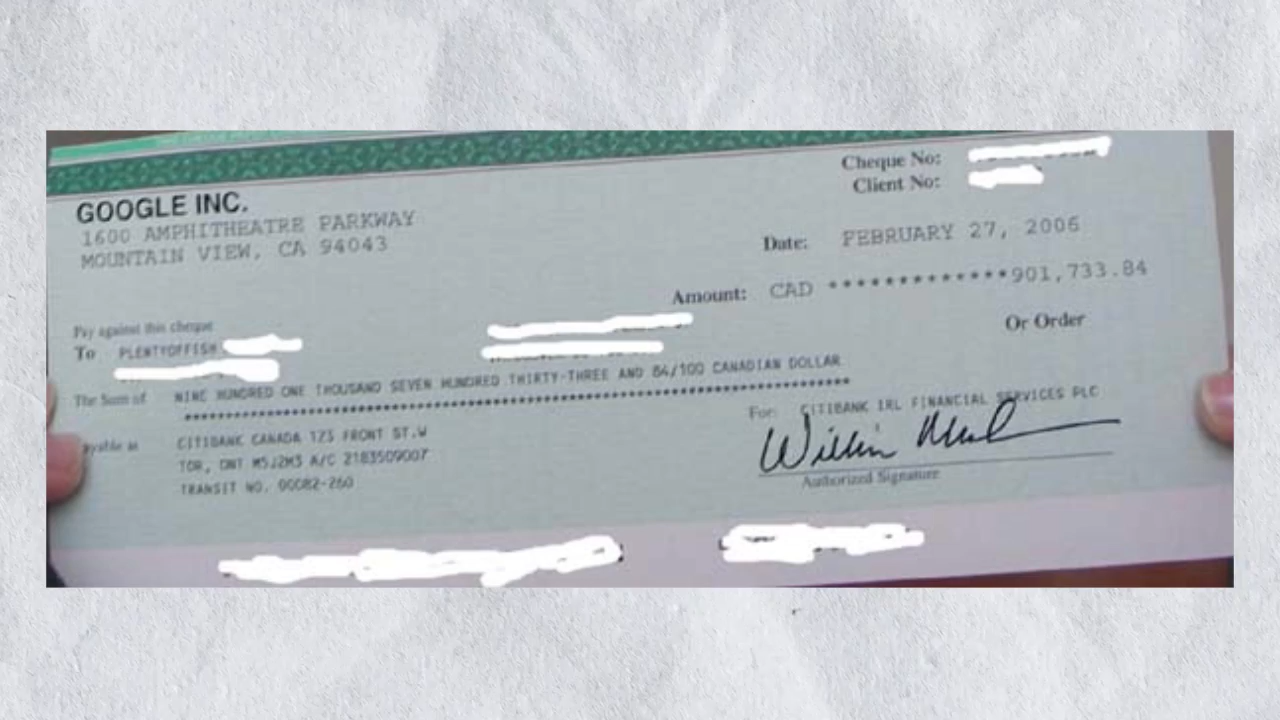 GOOGLE INC.
1600 AMPHITHEATRE PARKWAY
MOUNTAIN VIEW, CA 94043
Cheque No:
Client No:
Date: FEBRUARY 27, 2006
Amount: CAD *************901,733.84
Pay against this cheque
To PLENTYOFFISH
Or Order
The Sum of NINE HUNDRED ONE THOUSAND SEVEN HUNDRED THIRTY-THREE AND 84/100 CANADIAN DOLLAR
CITIBANK CANADA 123 FRONT ST.W
TOR, ONT M5J2M3 A/C 2183509007
TRANSIT NO. 00082-260
For: CITIBANK IRL FINANCIAL SERVICES PLC
Authorized Signature